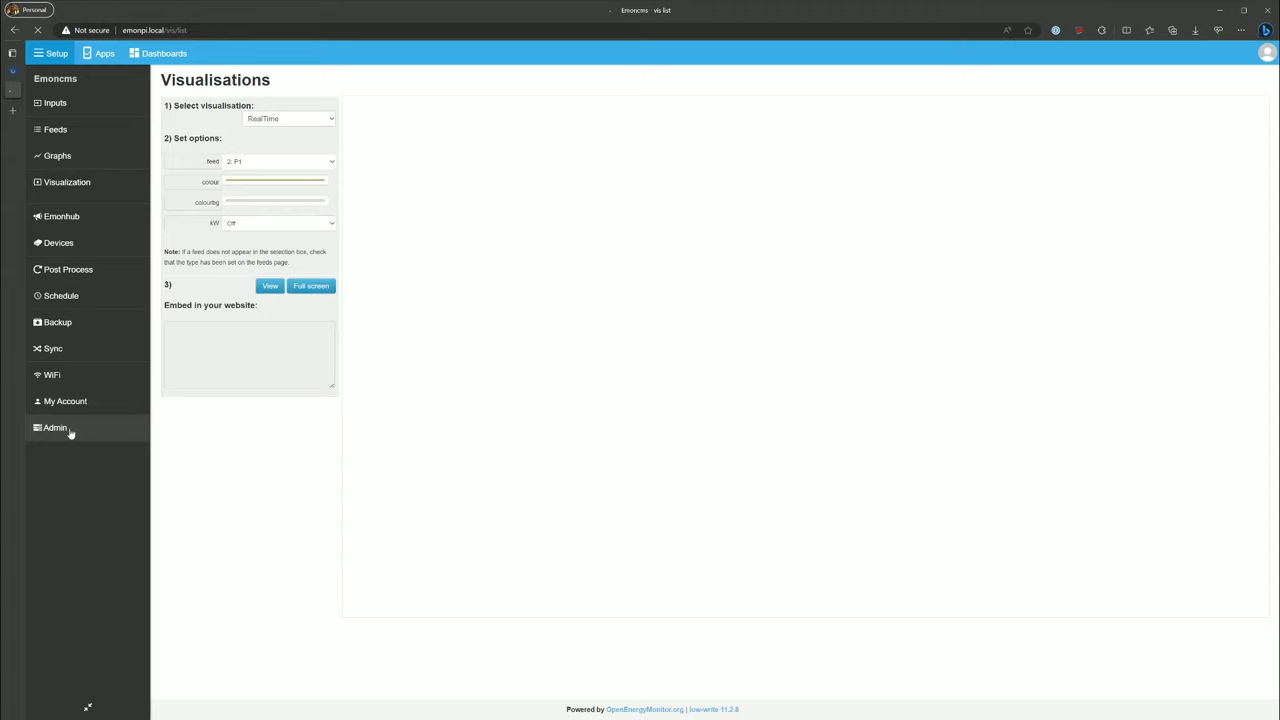 Personal
Emoncms - vis list
Not secure
emonpi.local/vis/list
Setup
Apps
Dashboards
Emoncms
Inputs
Feeds
Graphs
Visualization
Emonhub
Devices
Post Process
Schedule
Backup
Sync
WiFi
My Account
Admin
Visualisations
1) Select visualisation:
RealTime
2) Set options:
feed 2: P1
colour
colourbg
kW Off
Note: If a feed does not appear in the selection box, check
that the type has been set on the feeds page.
3) View Full screen
Embed in your website:
Powered by OpenEnergyMonitor.org | low-write 11.2.8